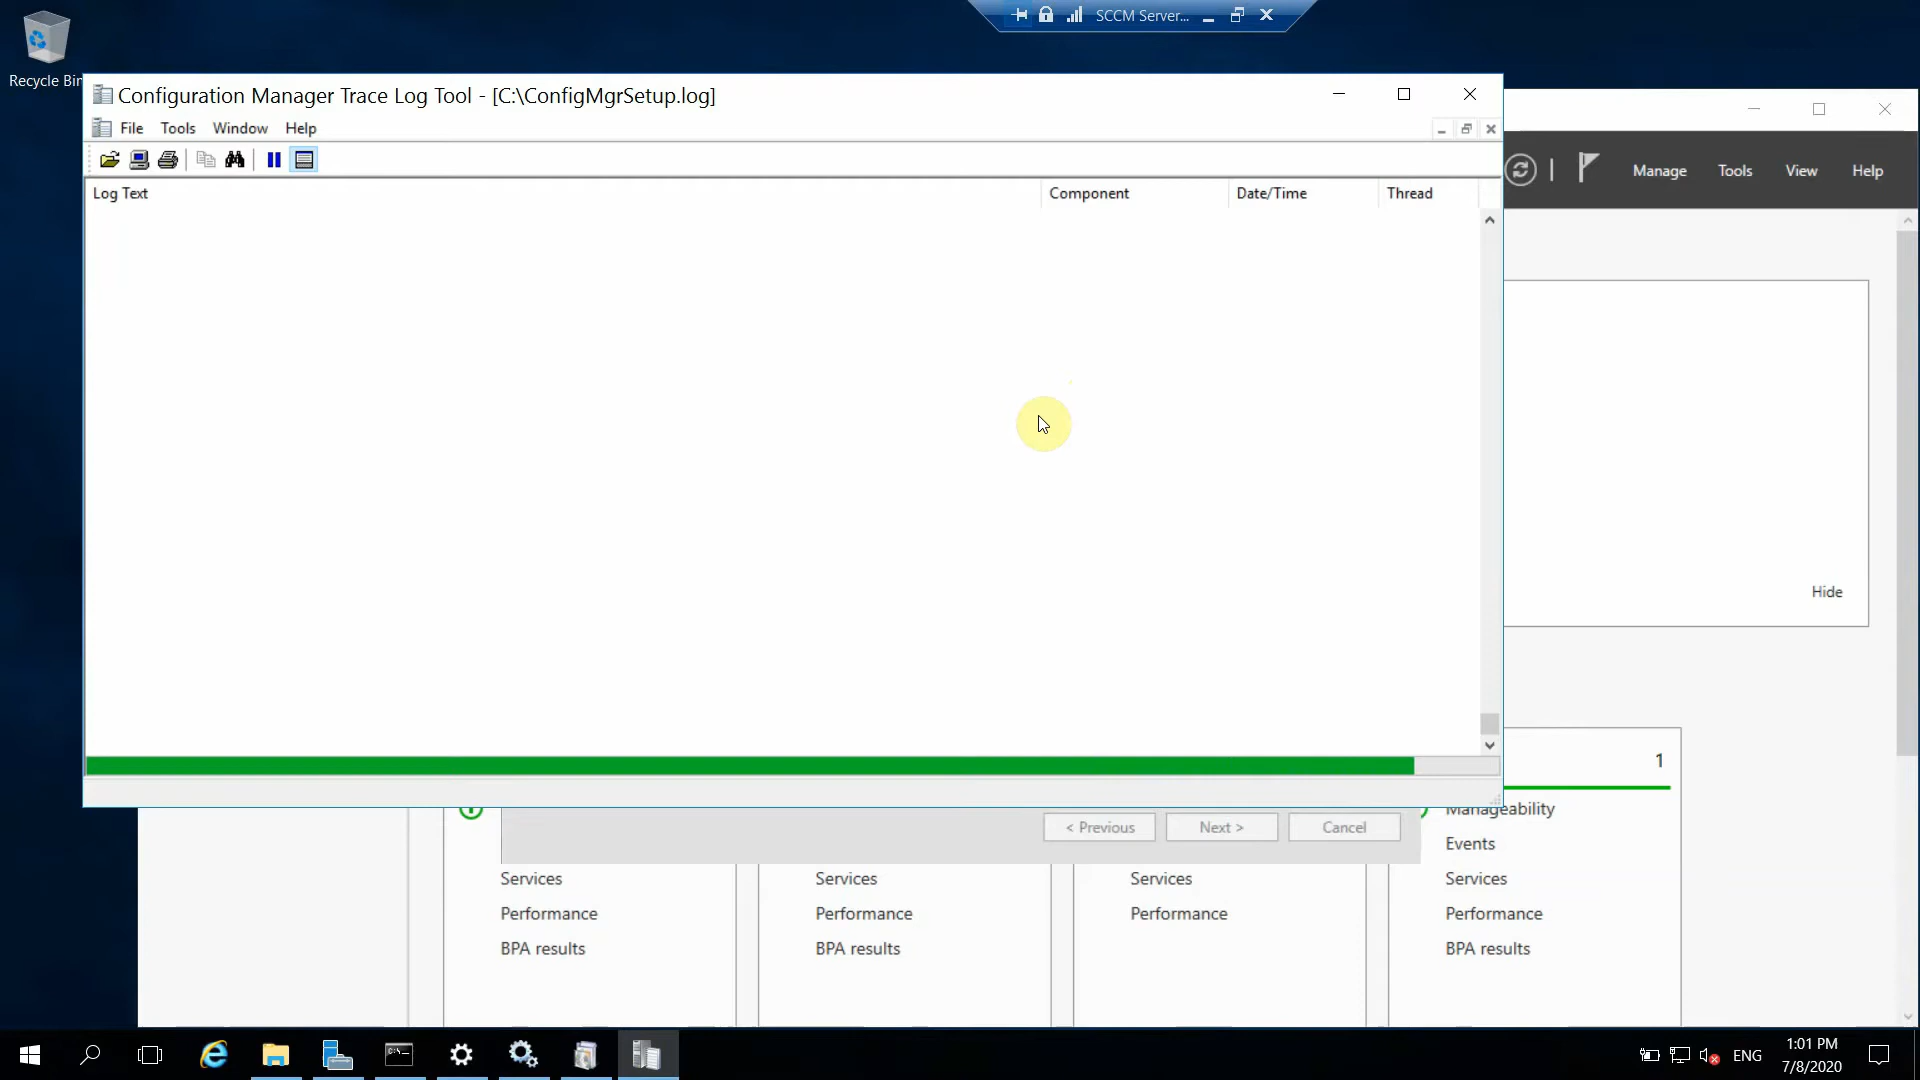 SCCM Server...
Recycle Bin
Configuration Manager Trace Log Tool - [C:\ConfigMgrSetup.log]
File Tools Window Help
Manage Tools View Help
Log Text Component Date/Time Thread
Hide
1
< Previous Next > Cancel
Manageability
Events
Services Services Services Services
Performance Performance Performance Performance
BPA results BPA results BPA results
ENG
1:01 PM
7/8/2020